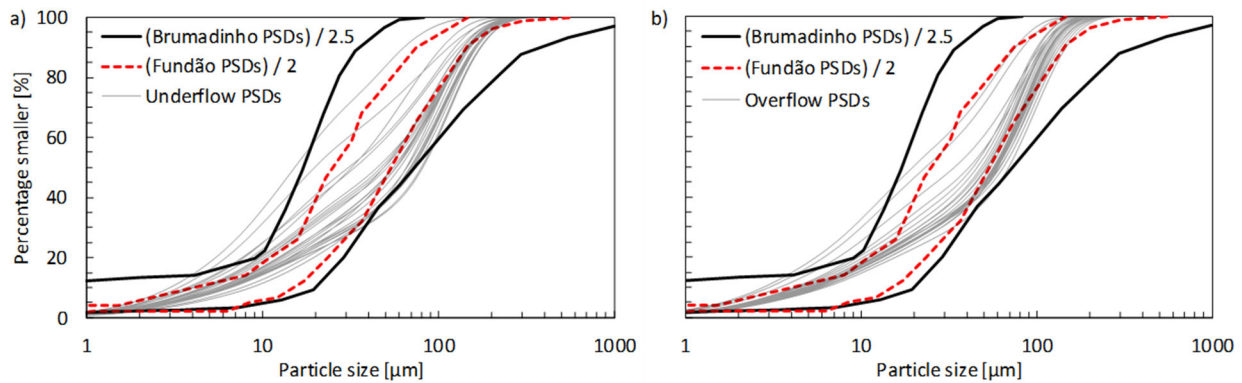 a)
Percentage smaller [%]
100
80
60
40
20
0
(Brumadinho PSDs) / 2.5
(Fundão PSDs) / 2
Underflow PSDs
1
10
100
1000
Particle size [µm]
b)
100
80
60
40
20
0
(Brumadinho PSDs) / 2.5
(Fundão PSDs) / 2
Overflow PSDs
1
10
100
1000
Particle size [µm]